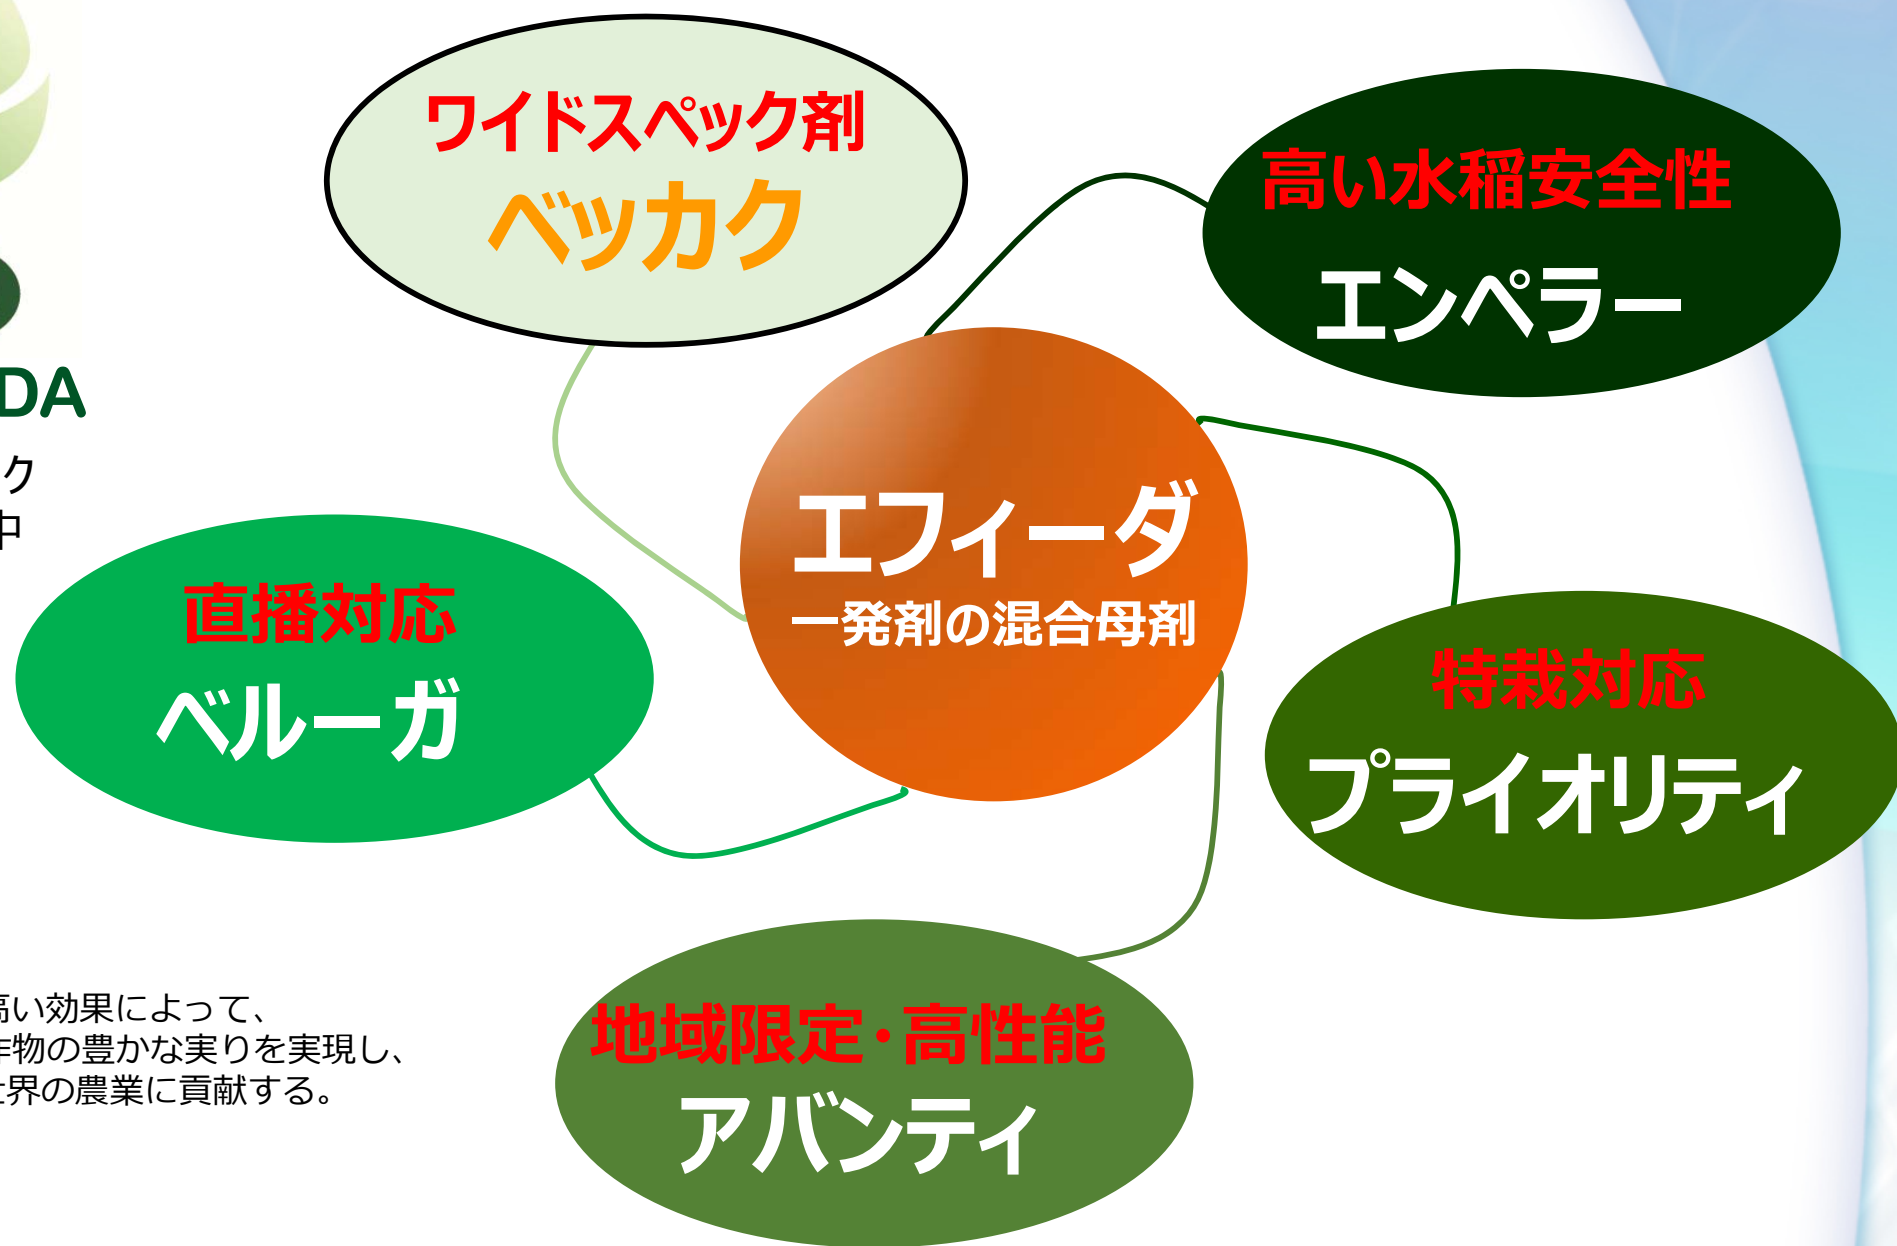 ワイドスペック剤
ベッカク
高い水稲安全性
エンペラー
DA
ク
中
エフィーダ
一発剤の混合母剤
直播対応
ベルーガ
特栽対応
プライオリティ
高い効果によって、
作物の豊かな実りを実現し、
世界の農業に貢献する。
地域限定・高性能
アバンティ